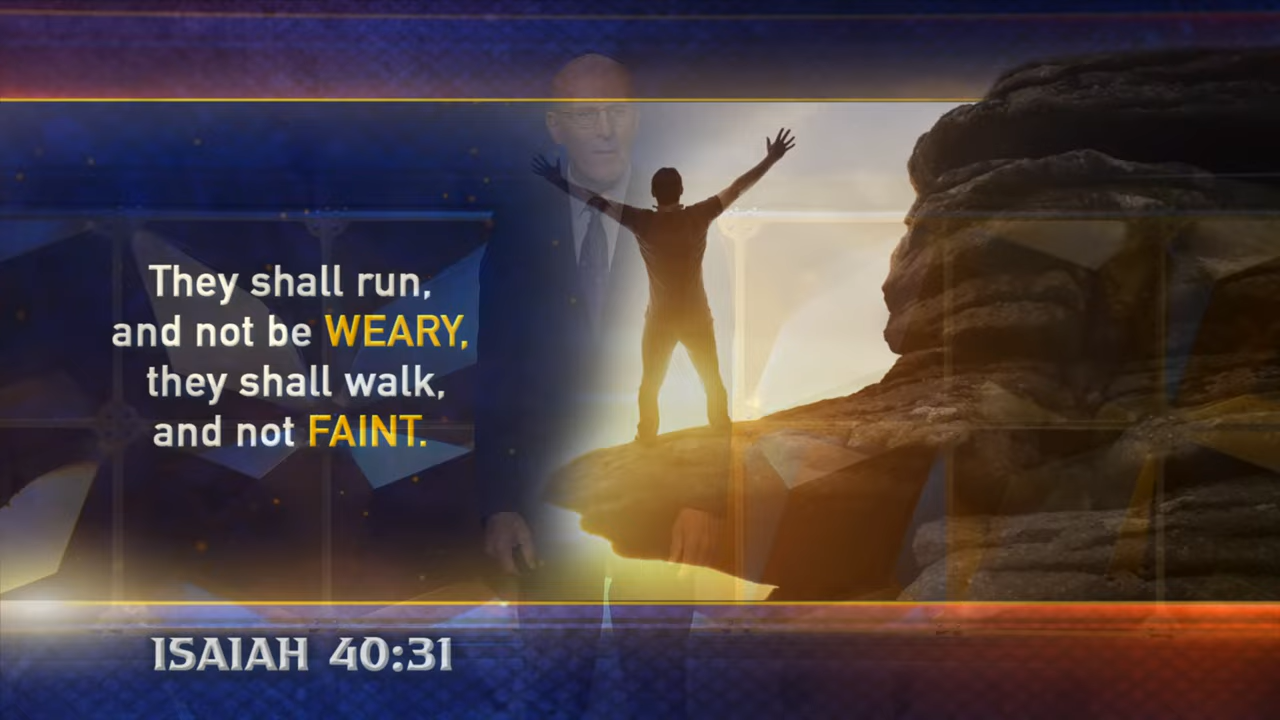 They shall run,
and not be WEARY,
they shall walk,
and not FAINT.
ISAIAH 40:31